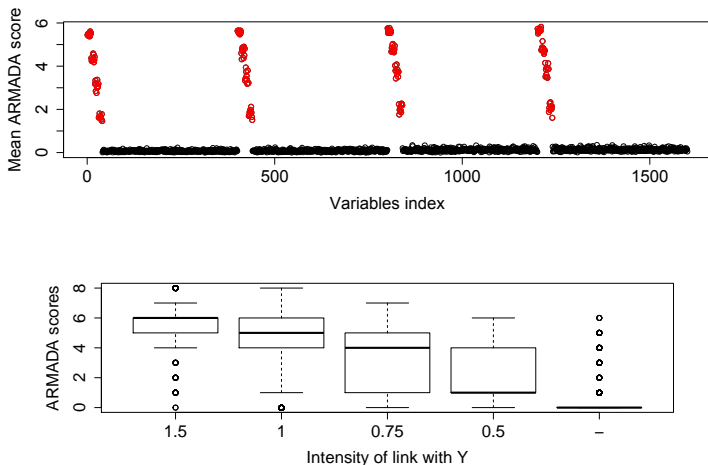 Mean ARMADA score
6
4
2
0
0 500 1000 1500
Variables index
ARMADA scores
8
6
4
2
0
1.5 1 0.75 0.5 –
Intensity of link with Y